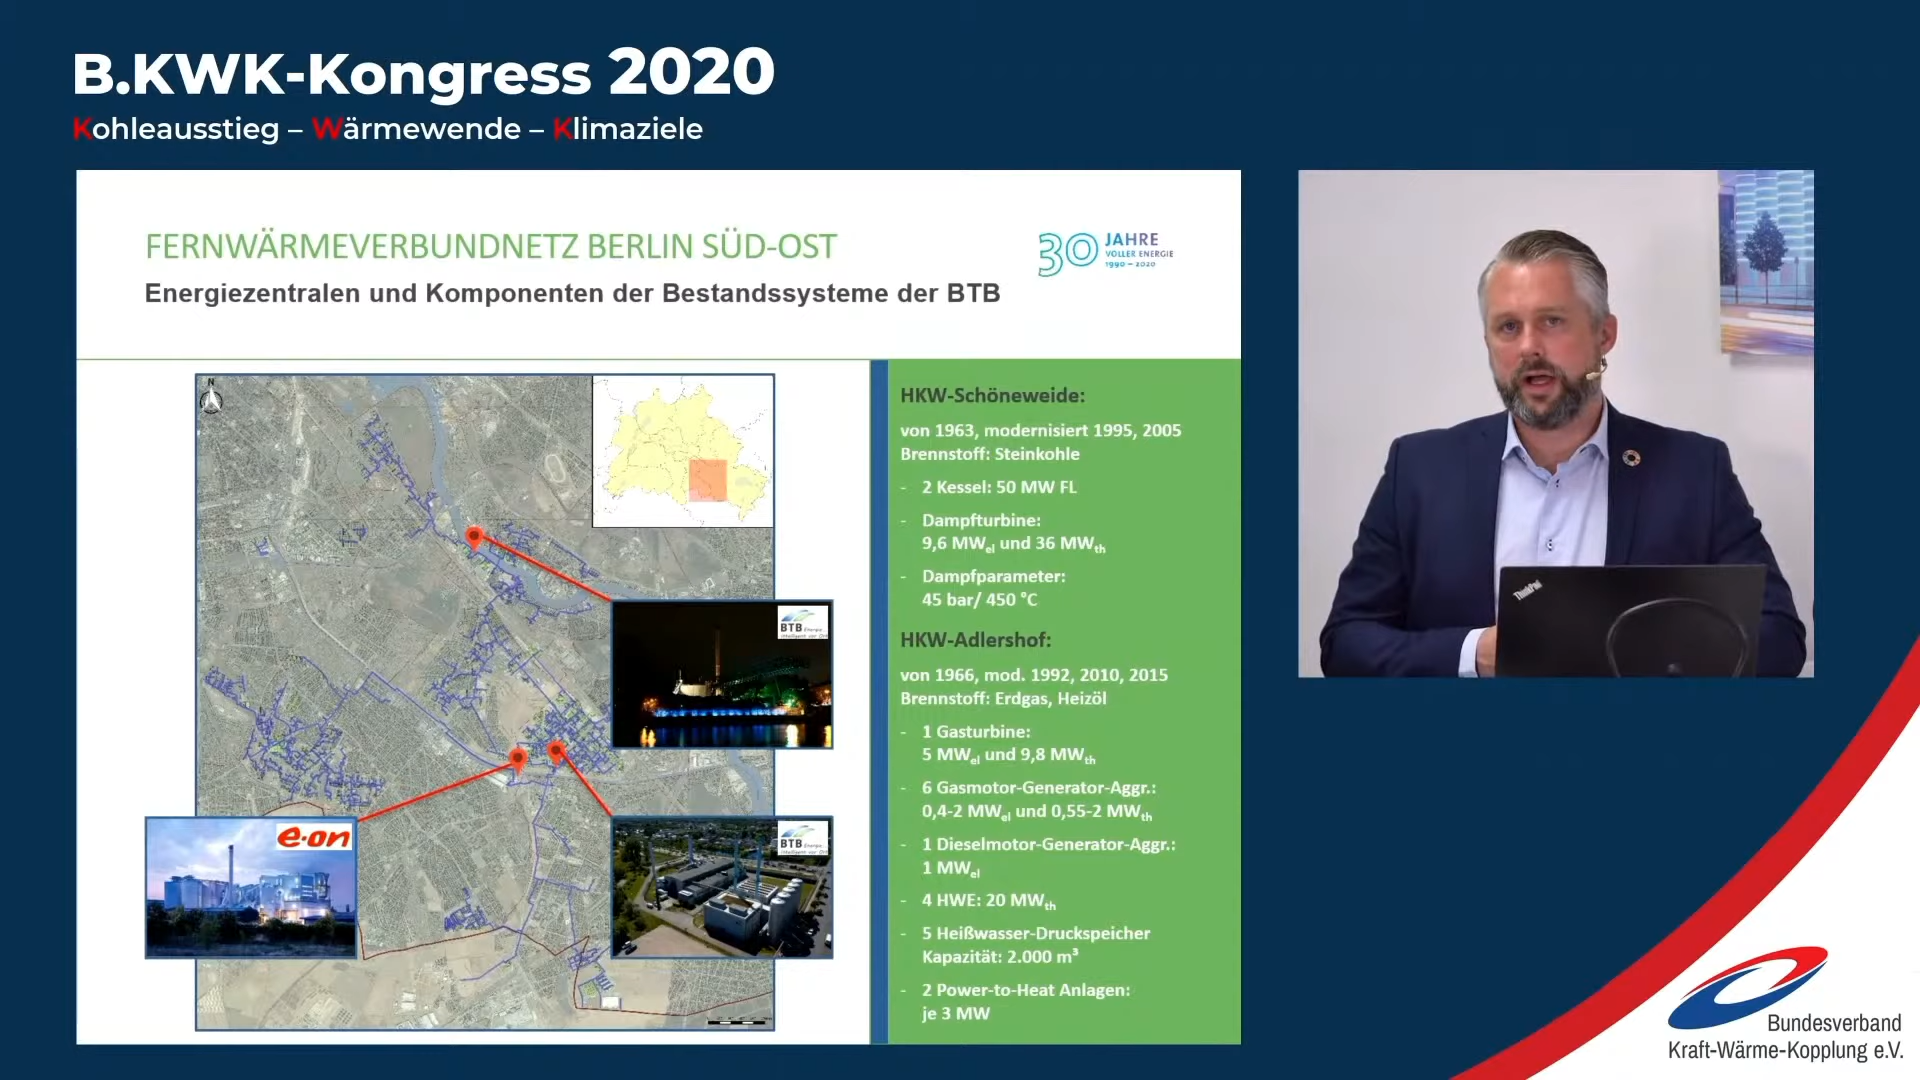 B.KWK-Kongress 2020
Kohleausstieg – Wärmewende – Klimaziele
FERNWÄRMEVERBUNDNETZ BERLIN SÜD-OST
Energiezentralen und Komponenten der Bestandssysteme der BTB
30 JAHRE
VOLLER ENERGIE
1990 – 2020
N
HKW-Schöneweide:
von 1963, modernisiert 1995, 2005
Brennstoff: Steinkohle
- 2 Kessel: 50 MW FL
- Dampfturbine:
9,6 MWel und 36 MWth
- Dampfparameter:
45 bar/ 450 °C
HKW-Adlershof:
von 1966, mod. 1992, 2010, 2015
Brennstoff: Erdgas, Heizöl
- 1 Gasturbine:
5 MWel und 9,8 MWth
- 6 Gasmotor-Generator-Aggr.:
0,4-2 MWel und 0,55-2 MWth
- 1 Dieselmotor-Generator-Aggr.:
1 MWel
- 4 HWE: 20 MWth
- 5 Heißwasser-Druckspeicher
Kapazität: 2.000 m³
- 2 Power-to-Heat Anlagen:
je 3 MW
BTB
e·on
BTB
ThinkPad
Bundesverband
Kraft-Wärme-Kopplung e.V.